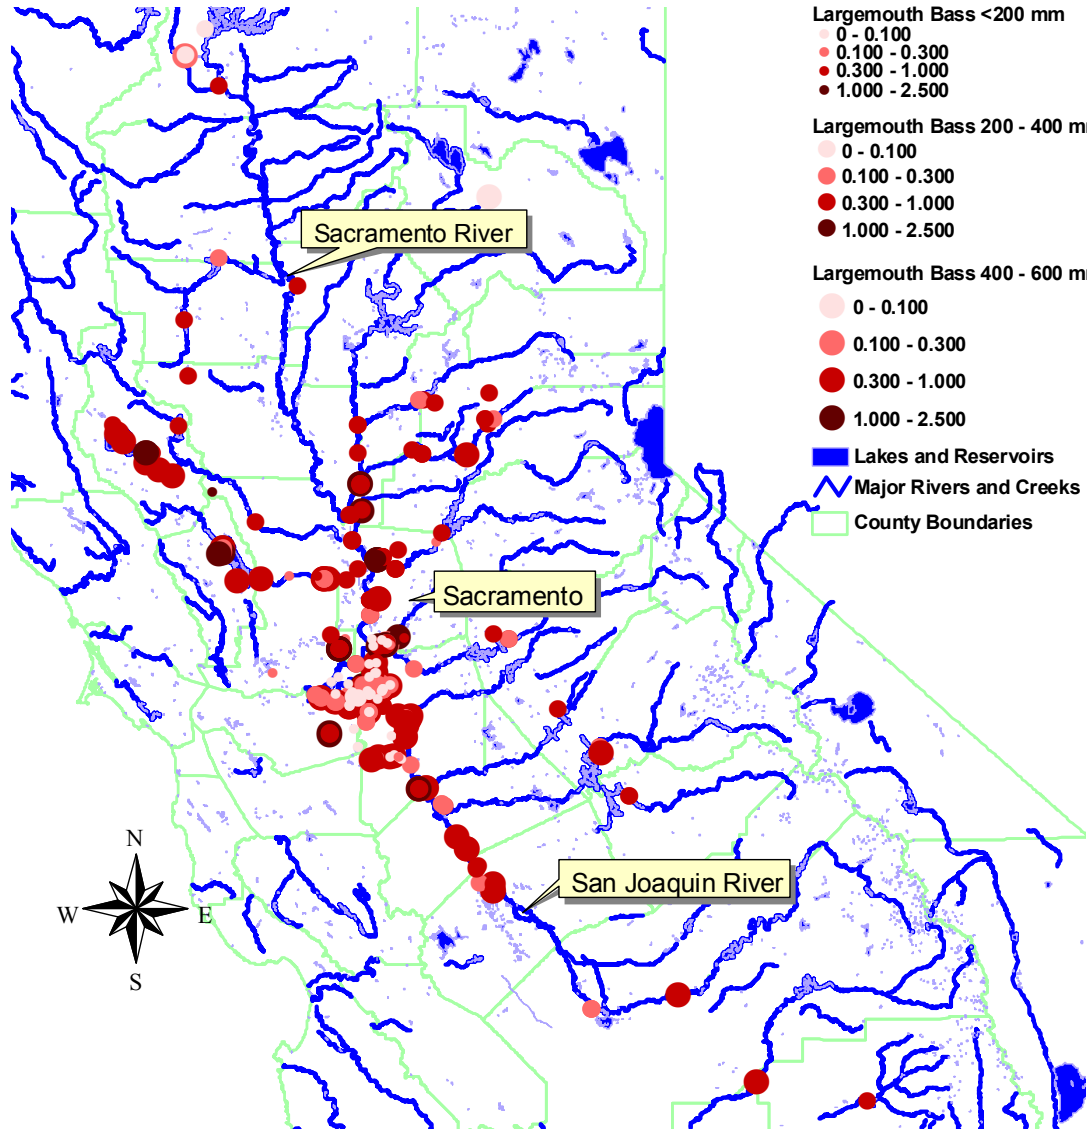 Largemouth Bass <200 mm
0 - 0.100
0.100 - 0.300
0.300 - 1.000
1.000 - 2.500
Largemouth Bass 200 - 400 m
0 - 0.100
0.100 - 0.300
0.300 - 1.000
1.000 - 2.500
Largemouth Bass 400 - 600 m
0 - 0.100
0.100 - 0.300
0.300 - 1.000
1.000 - 2.500
Lakes and Reservoirs
Major Rivers and Creeks
County Boundaries
Sacramento River
Sacramento
San Joaquin River
N
W E
S